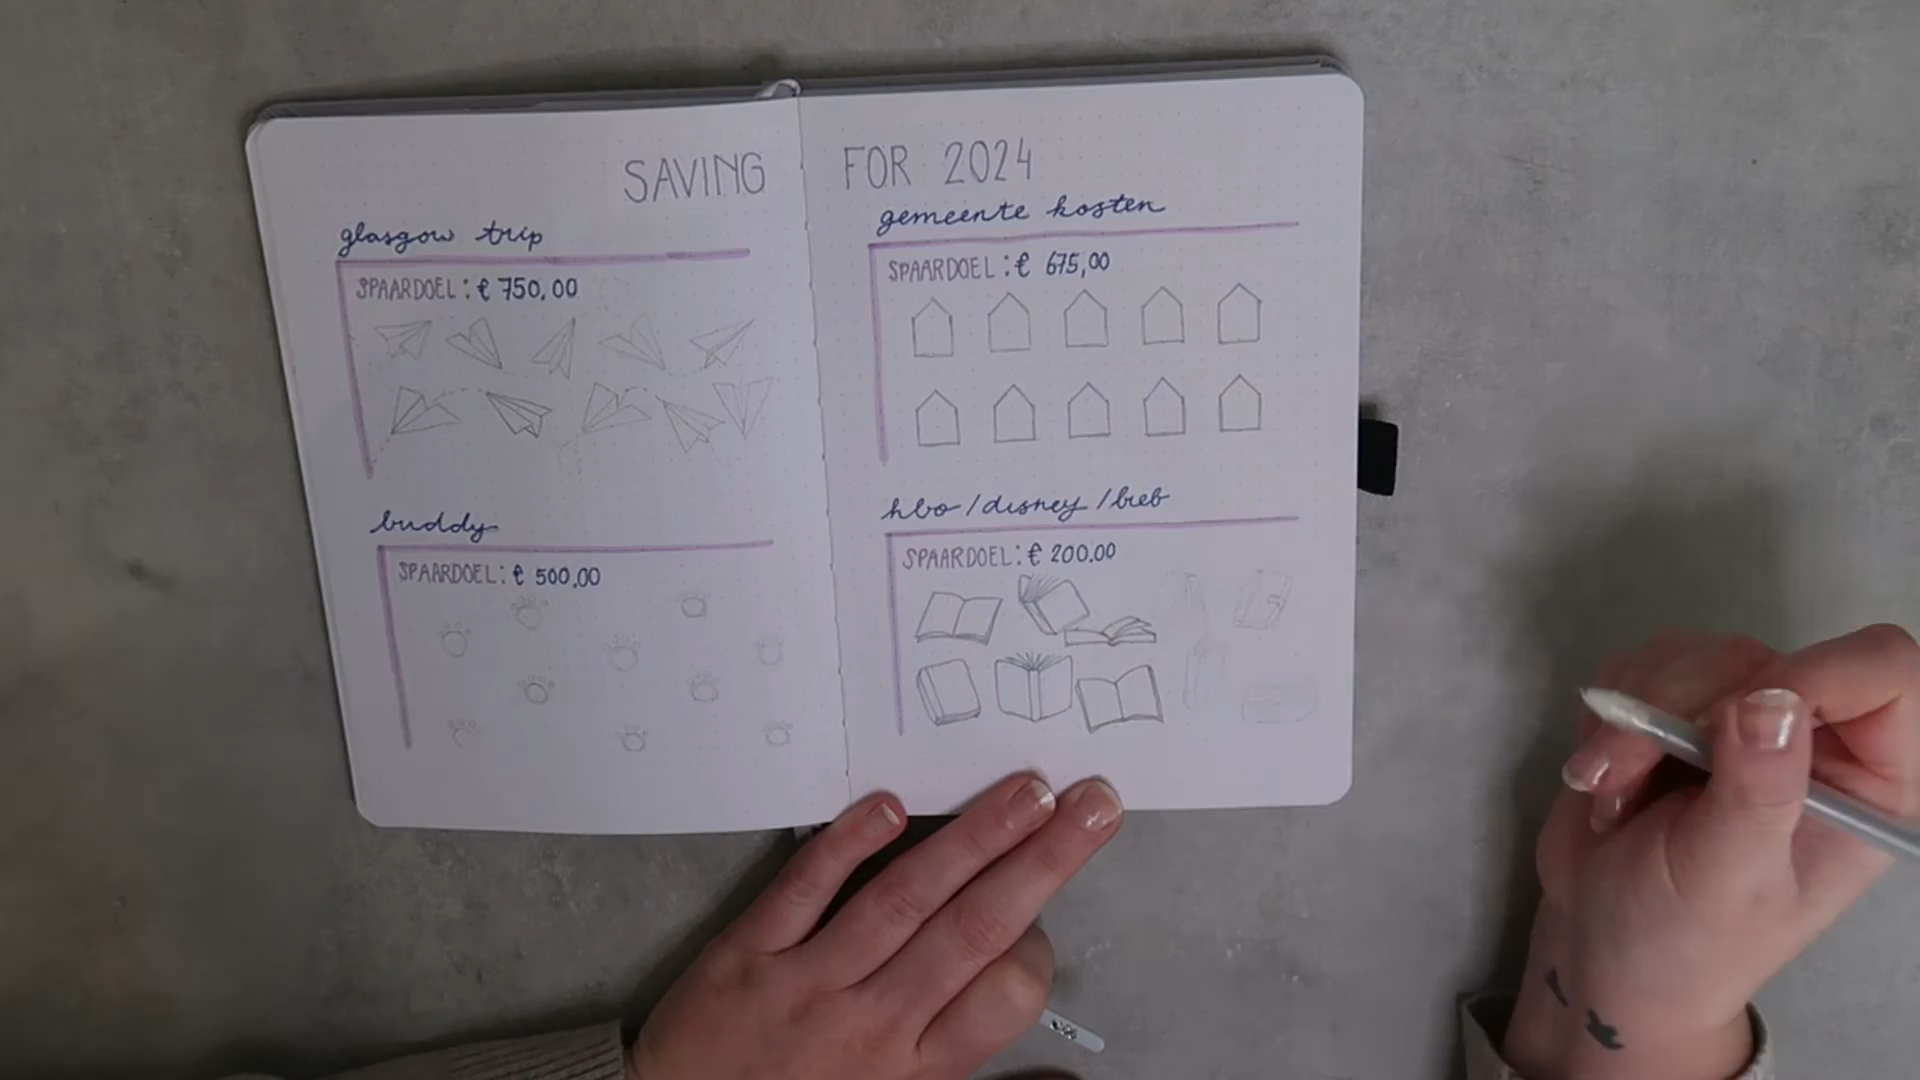 SAVING FOR 2024
glasgow trip
SPAARDOEL: € 750,00
buddy
SPAARDOEL: € 500,00
gemeente kosten
SPAARDOEL: € 675,00
hbo / disney / bieb
SPAARDOEL: € 200.00